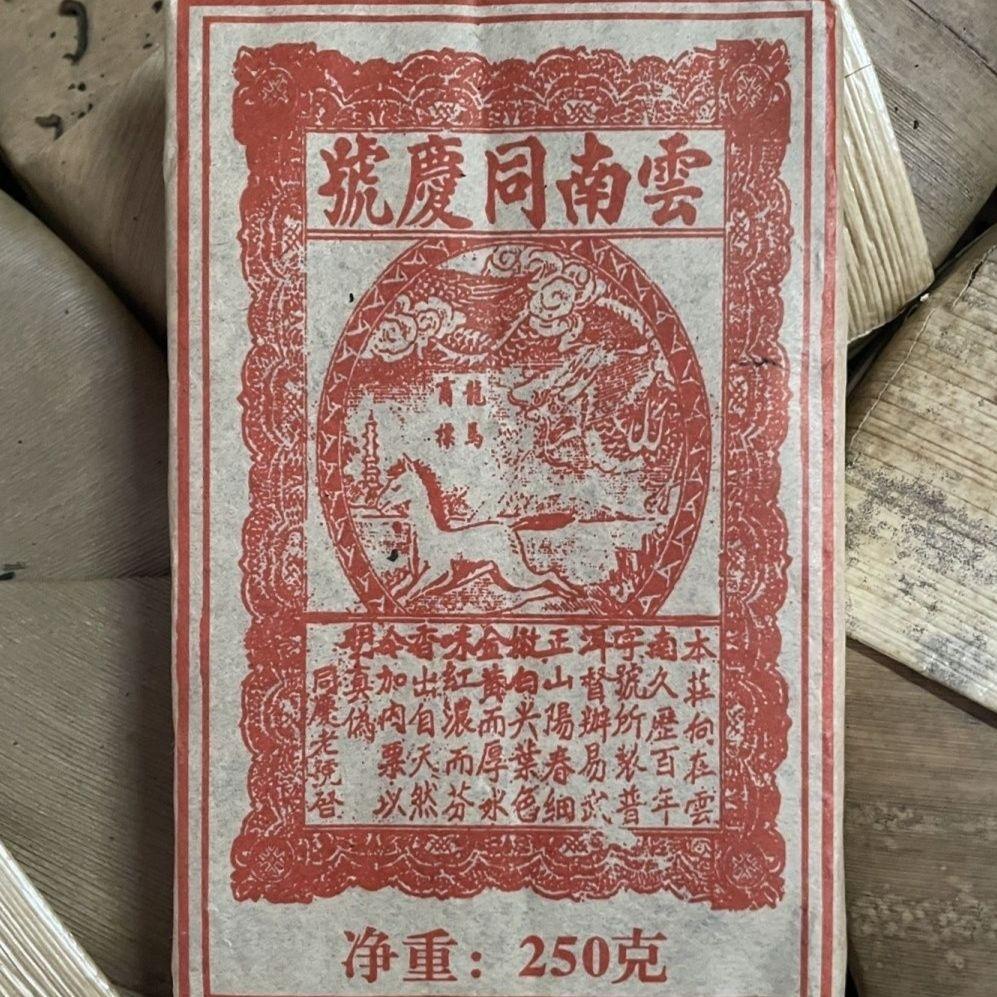 雲南同慶號
龍馬
商標
本莊向在雲
南久歷百年
字號所製普
洱督辦易武
正山陽春細
嫩白尖葉色
金黃而厚水
味紅濃而芬
香出自天然
今加內票以
明真偽
同慶老號啓
净重：250克